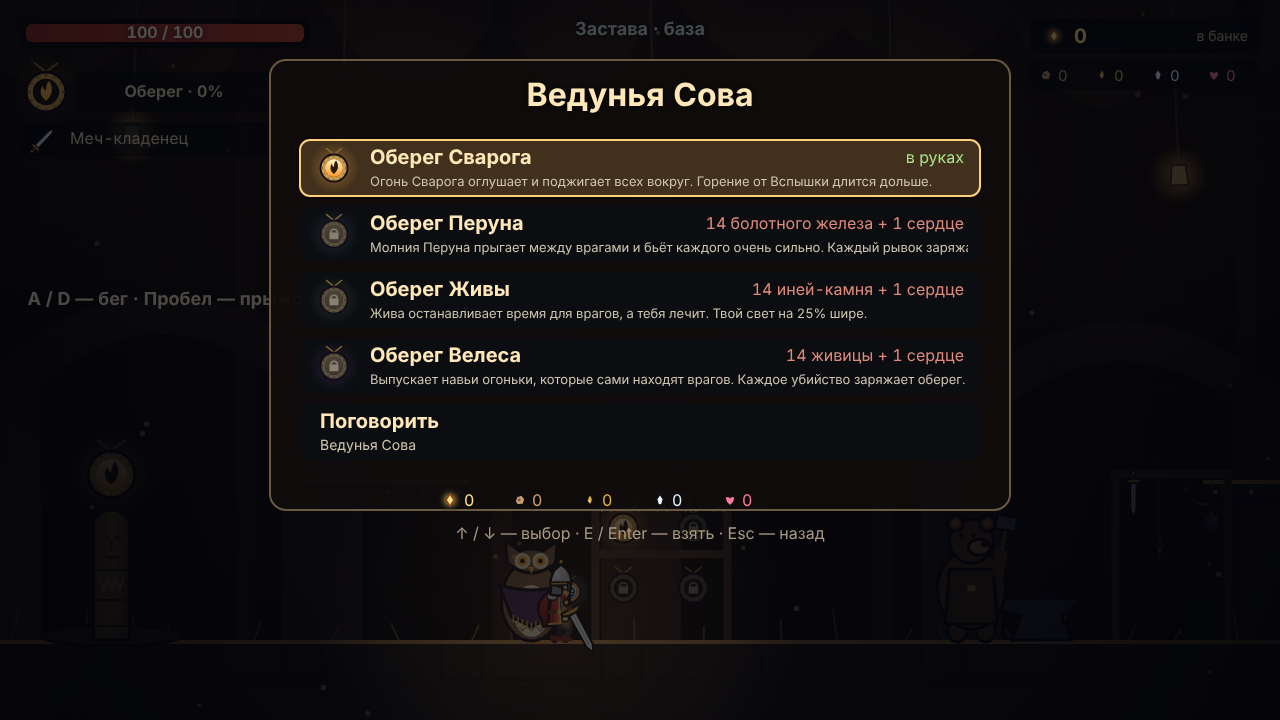 100 / 100
Застава · база
0 в банке
0 0 0 0
Оберег · 0%
Меч-кладенец
A / D — бег · Пробел —
Ведунья Сова
Оберег Сварога в руках
Огонь Сварога оглушает и поджигает всех вокруг. Горение от Вспышки длится дольше.
Оберег Перуна 14 болотного железа + 1 сердце
Молния Перуна прыгает между врагами и бьёт каждого очень сильно. Каждый рывок
Оберег Живы 14 иней-камня + 1 сердце
Жива останавливает время для врагов, а тебя лечит. Твой свет на 25% шире.
Оберег Велеса 14 живицы + 1 сердце
Выпускает навьи огоньки, которые сами находят врагов. Каждое убийство заряжает оберег.
Поговорить
Ведунья Сова
0 0 0 0 0
↑ / ↓ — выбор · E / Enter — взять · Esc — назад